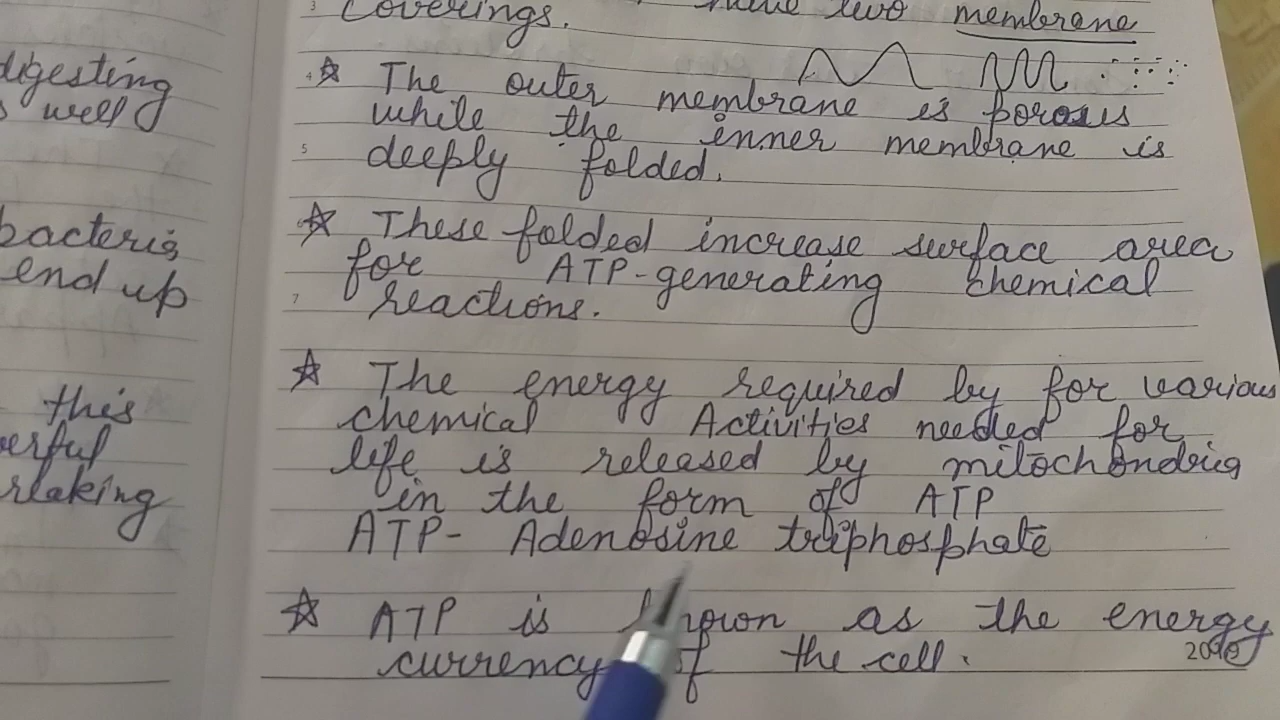 digesting
well
bacteria,
end up
this
coverings. have two membrane
4 ☆ The outer membrane is porous
while the inner membrane is
5 deeply folded.
☆ These folded increase surface area
for ATP-generating chemical
7 reactions.
☆ The energy required by for various
chemical Activities needed for
life is released by mitochondria
in the form of ATP
ATP- Adenosine triphosphate
☆ ATP is known as the energy
currency of the cell.